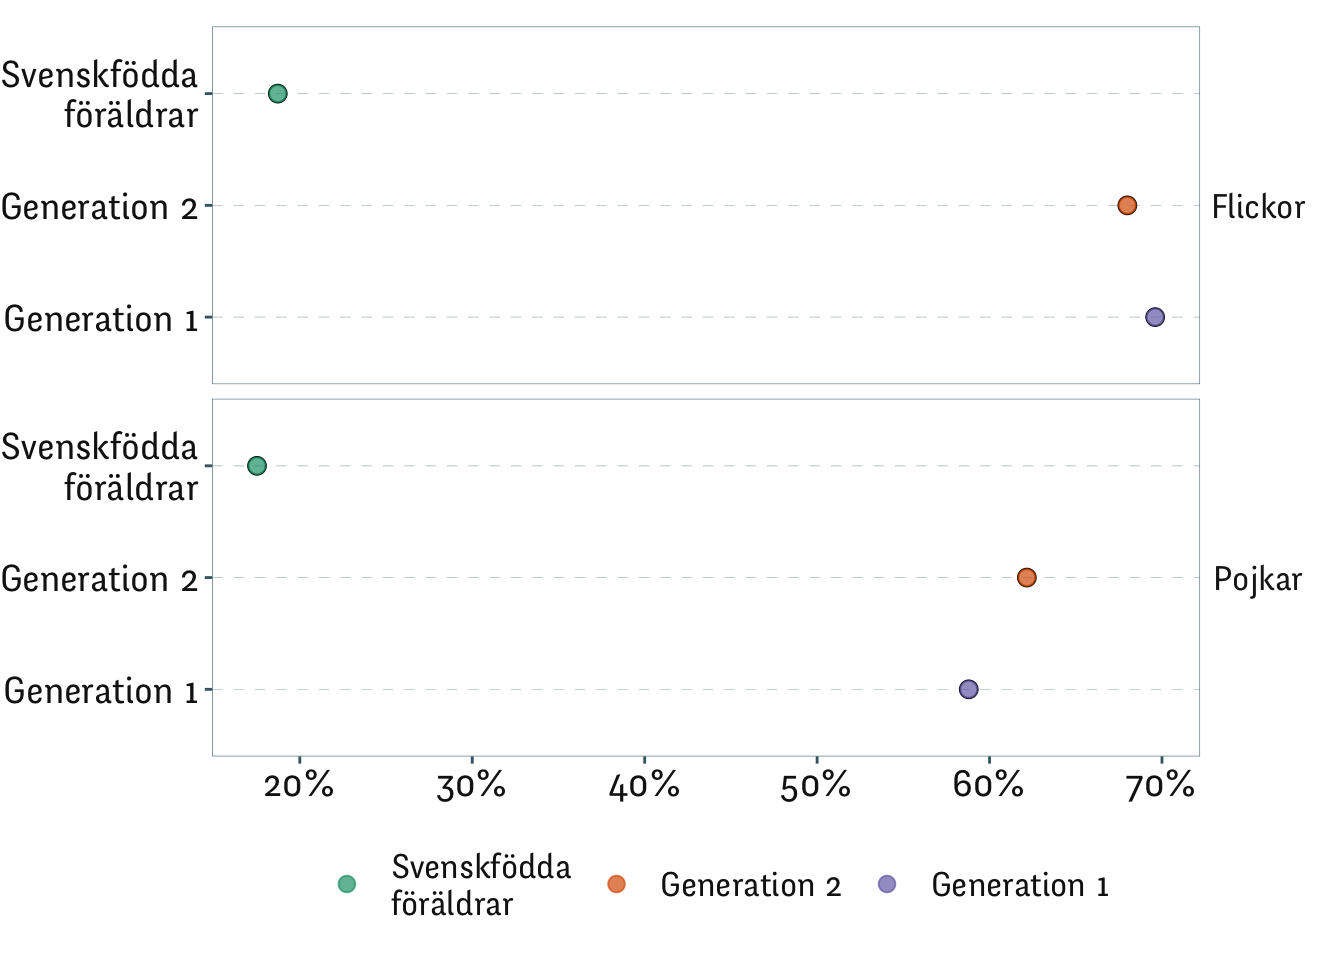 Svenskfödda
föräldrar
Generation 2
Flickor
Generation 1
Svenskfödda
föräldrar
Generation 2
Pojkar
Generation 1
20% 30% 40% 50% 60% 70%
Svenskfödda
föräldrar
Generation 2
Generation 1